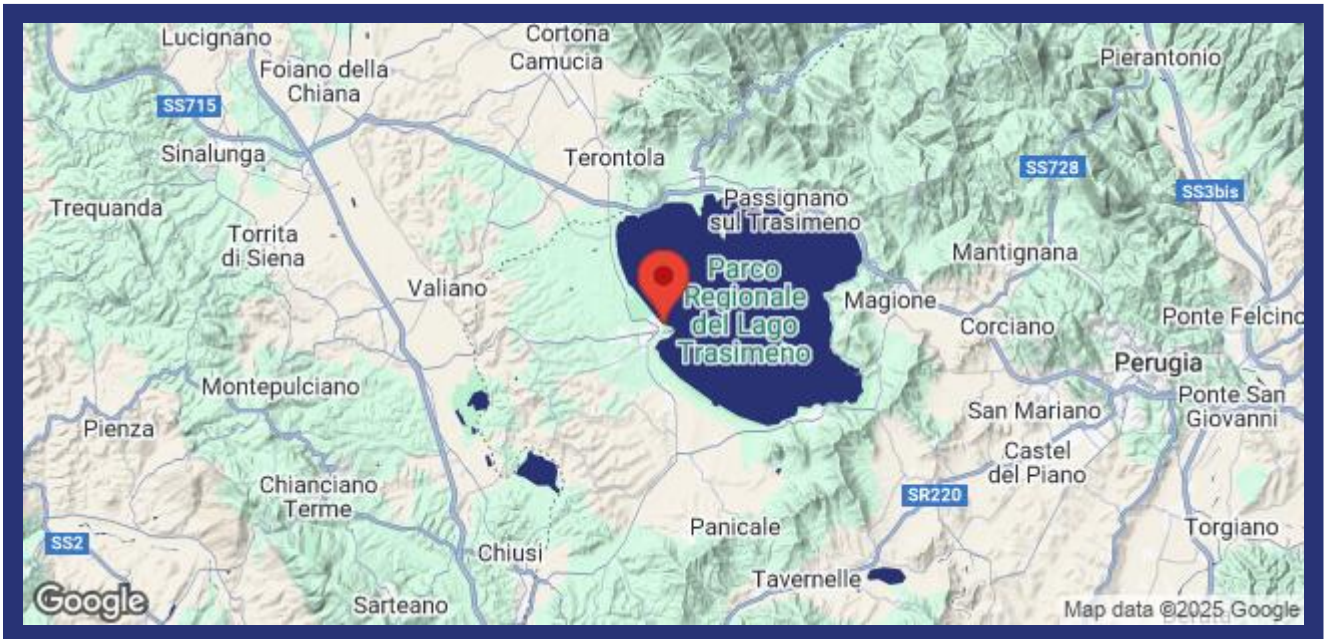 Lucignano
Cortona
Camucia
Pierantonio
Foiano della
Chiana
SS715
Sinalunga
Terontola
SS728
SS3bis
Trequanda
Passignano
sul Trasimeno
Torrita
di Siena
Mantignana
Valiano
Parco
Regionale
del Lago
Trasimeno
Magione
Corciano
Ponte Felcino
Perugia
Montepulciano
Ponte San
Giovanni
San Mariano
Pienza
Castel
del Piano
Chianciano
Terme
SR220
Panicale
Torgiano
SS2
Chiusi
Tavernelle
Sarteano
Google
Map data ©2025 Google